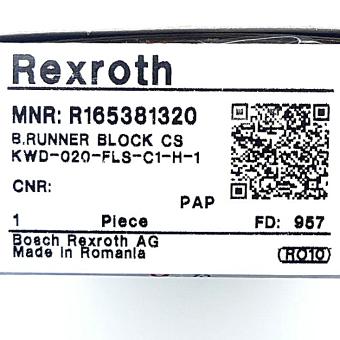 Rexroth
MNR: R165381320
B.RUNNER BLOCK CS
KWD-020-FLS-C1-H-1
CNR:
PAP
1 Piece FD: 957
Bosch Rexroth AG
Made in Romania
RO10